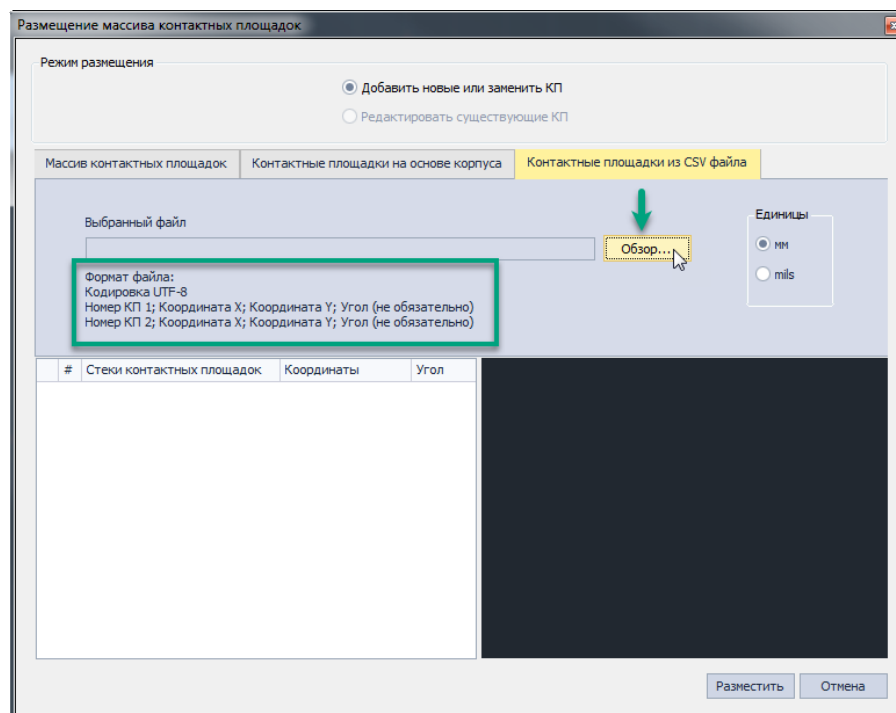 Размещение массива контактных площадок
Режим размещения
Добавить новые или заменить КП
Редактировать существующие КП
Массив контактных площадок
Контактные площадки на основе корпуса
Контактные площадки из CSV файла
Выбранный файл
Обзор...
Единицы
мм
mils
Формат файла:
Кодировка UTF-8
Номер КП 1; Координата X; Координата Y; Угол (не обязательно)
Номер КП 2; Координата X; Координата Y; Угол (не обязательно)
# Стеки контактных площадок Координаты Угол
Разместить
Отмена